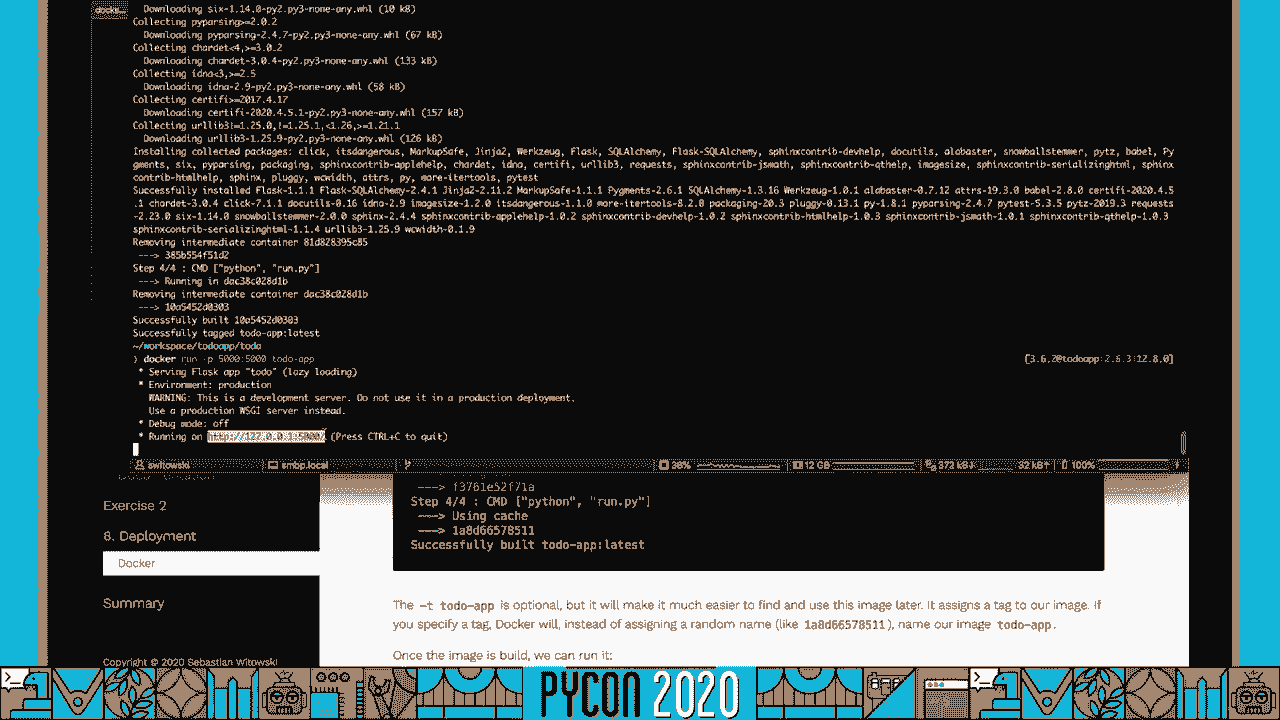 docke…
Downloading six-1.14.0-py2.py3-none-any.whl (10 kB)
Collecting pyparsing>=2.0.2
Downloading pyparsing-2.4.7-py2.py3-none-any.whl (67 kB)
Collecting chardet<4,>=3.0.2
Downloading chardet-3.0.4-py2.py3-none-any.whl (133 kB)
Collecting idna<3,>=2.5
Downloading idna-2.9-py2.py3-none-any.whl (58 kB)
Collecting certifi>=2017.4.17
Downloading certifi-2020.4.5.1-py2.py3-none-any.whl (157 kB)
Collecting urllib3!=1.25.0,!=1.25.1,<1.26,>=1.21.1
Downloading urllib3-1.25.9-py2.py3-none-any.whl (126 kB)
Installing collected packages: click, itsdangerous, MarkupSafe, Jinja2, Werkzeug, Flask, SQLAlchemy, Flask-SQLAlchemy, sphinxcontrib-devhelp, docutils, alabaster, snowballstemmer, pytz, babel, Py
gments, six, pyparsing, packaging, sphinxcontrib-applehelp, chardet, idna, certifi, urllib3, requests, sphinxcontrib-jsmath, sphinxcontrib-qthelp, imagesize, sphinxcontrib-serializinghtml, sphinx
contrib-htmlhelp, sphinx, pluggy, wcwidth, attrs, py, more-itertools, pytest
Successfully installed Flask-1.1.1 Flask-SQLAlchemy-2.4.1 Jinja2-2.11.2 MarkupSafe-1.1.1 Pygments-2.6.1 SQLAlchemy-1.3.16 Werkzeug-1.0.1 alabaster-0.7.12 attrs-19.3.0 babel-2.8.0 certifi-2020.4.5
.1 chardet-3.0.4 click-7.1.1 docutils-0.16 idna-2.9 imagesize-1.2.0 itsdangerous-1.1.0 more-itertools-8.2.0 packaging-20.3 pluggy-0.13.1 py-1.8.1 pyparsing-2.4.7 pytest-5.3.5 pytz-2019.3 requests
-2.23.0 six-1.14.0 snowballstemmer-2.0.0 sphinx-2.4.4 sphinxcontrib-applehelp-1.0.2 sphinxcontrib-devhelp-1.0.2 sphinxcontrib-htmlhelp-1.0.3 sphinxcontrib-jsmath-1.0.1 sphinxcontrib-qthelp-1.0.3
sphinxcontrib-serializinghtml-1.1.4 urllib3-1.25.9 wcwidth-0.1.9
Removing intermediate container 81d828395c85
---> 385b554f51d2
Step 4/4 : CMD ["python", "run.py"]
---> Running in dac38c028d1b
Removing intermediate container dac38c028d1b
---> 10a5452d0303
Successfully built 10a5452d0303
Successfully tagged todo-app:latest
~/workspace/todoapp/todo
❯ docker run -p 5000:5000 todo-app [3.6.2@todoapp:2.6.3:12.8.0]
* Serving Flask app "todo" (lazy loading)
* Environment: production
WARNING: This is a development server. Do not use it in a production deployment.
Use a production WSGI server instead.
* Debug mode: off
* Running on http://127.0.0.1:5000/ (Press CTRL+C to quit)
switowski smbp.local 38% 12 GB 372 kB↓ 32 kB↑ 100%
---> f3761e52f71a
Step 4/4 : CMD ["python", "run.py"]
---> Using cache
---> 1a8d66578511
Successfully built todo-app:latest
Exercise 2
8. Deployment
Docker
Summary
Copyright © 2020 Sebastian Witowski
The -t todo-app is optional, but it will make it much easier to find and use this image later. It assigns a tag to our image. If
you specify a tag, Docker will, instead of assigning a random name (like 1a8d66578511), name our image todo-app.
Once the image is build, we can run it:
PYCON 2020